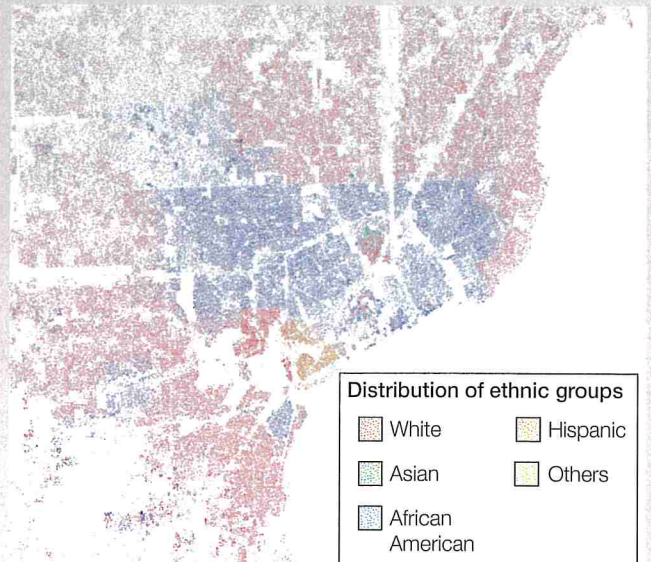 Distribution of ethnic groups
White
Hispanic
Asian
Others
African
American